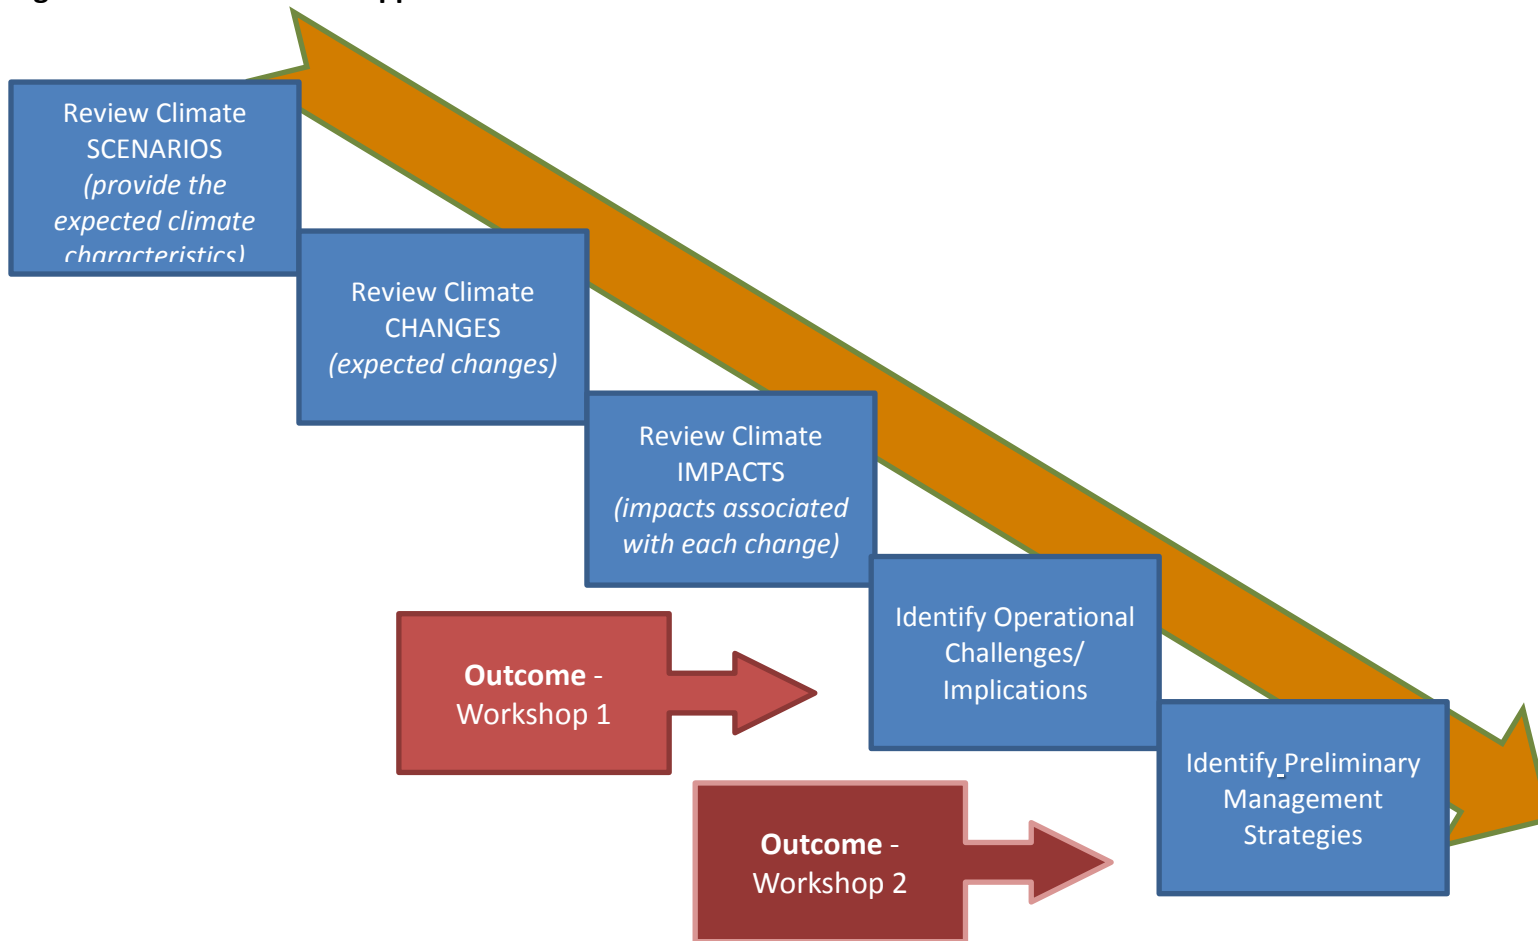 Review Climate
SCENARIOS
(provide the
expected climate
characteristics)
Review Climate
CHANGES
(expected changes)
Review Climate
IMPACTS
(impacts associated
with each change)
Identify Operational
Challenges/
Implications
Outcome -
Workshop 1
Identify Preliminary
Management
Strategies
Outcome -
Workshop 2